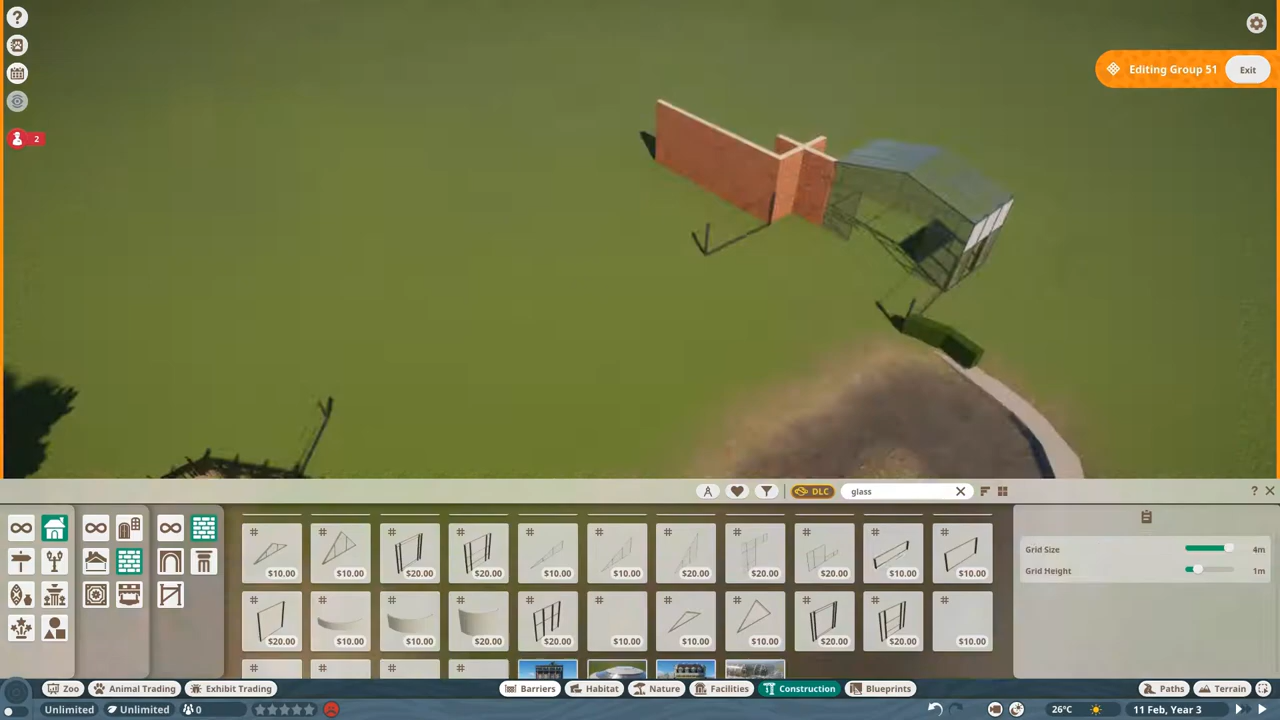 ?
Editing Group 51 Exit
2
DLC glass
? 
$10.00 $10.00 $20.00 $20.00 $10.00 $10.00 $20.00 $20.00 $10.00 $10.00 $10.00
$20.00 $10.00 $10.00 $20.00 $20.00 $10.00 $10.00 $10.00 $20.00 $20.00 $10.00
Grid Size 4m
Grid Height 1m
Zoo Animal Trading Exhibit Trading Barriers Habitat Nature Facilities Construction Blueprints Paths Terrain
Unlimited Unlimited 0 26°C 11 Feb, Year 3